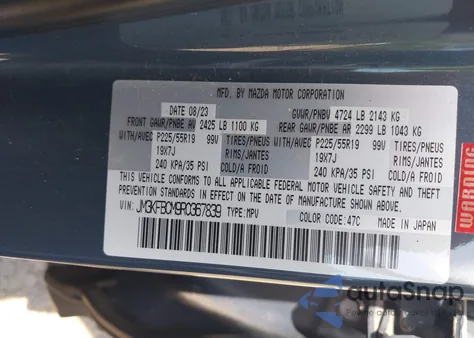 MFD. BY MAZDA MOTOR CORPORATION
DATE 08/23 GVWR/PNBV 4724 LB 2143 KG
FRONT GAWR/PNBE AV 2425 LB 1100 KG REAR GAWR/PNBE AR 2299 LB 1043 KG
WITH/AVEC P225/55R19 99V TIRES/PNEUS WITH/AVEC P225/55R19 99V TIRES/PNEUS
19X7J RIMS/JANTES 19X7J RIMS/JANTES
240 KPA/35 PSI COLD/A FROID 240 KPA/35 PSI COLD/A FROID
THIS VEHICLE CONFORMS TO ALL APPLICABLE FEDERAL MOTOR VEHICLE SAFETY AND THEFT
PREVENTION STANDARDS IN EFFECT ON THE DATE OF MANUFACTURE SHOWN ABOVE.
VIN: JM3KFBCM9R0367839 TYPE: MPV COLOR CODE: 47C MADE IN JAPAN
WARNING
autoSnap